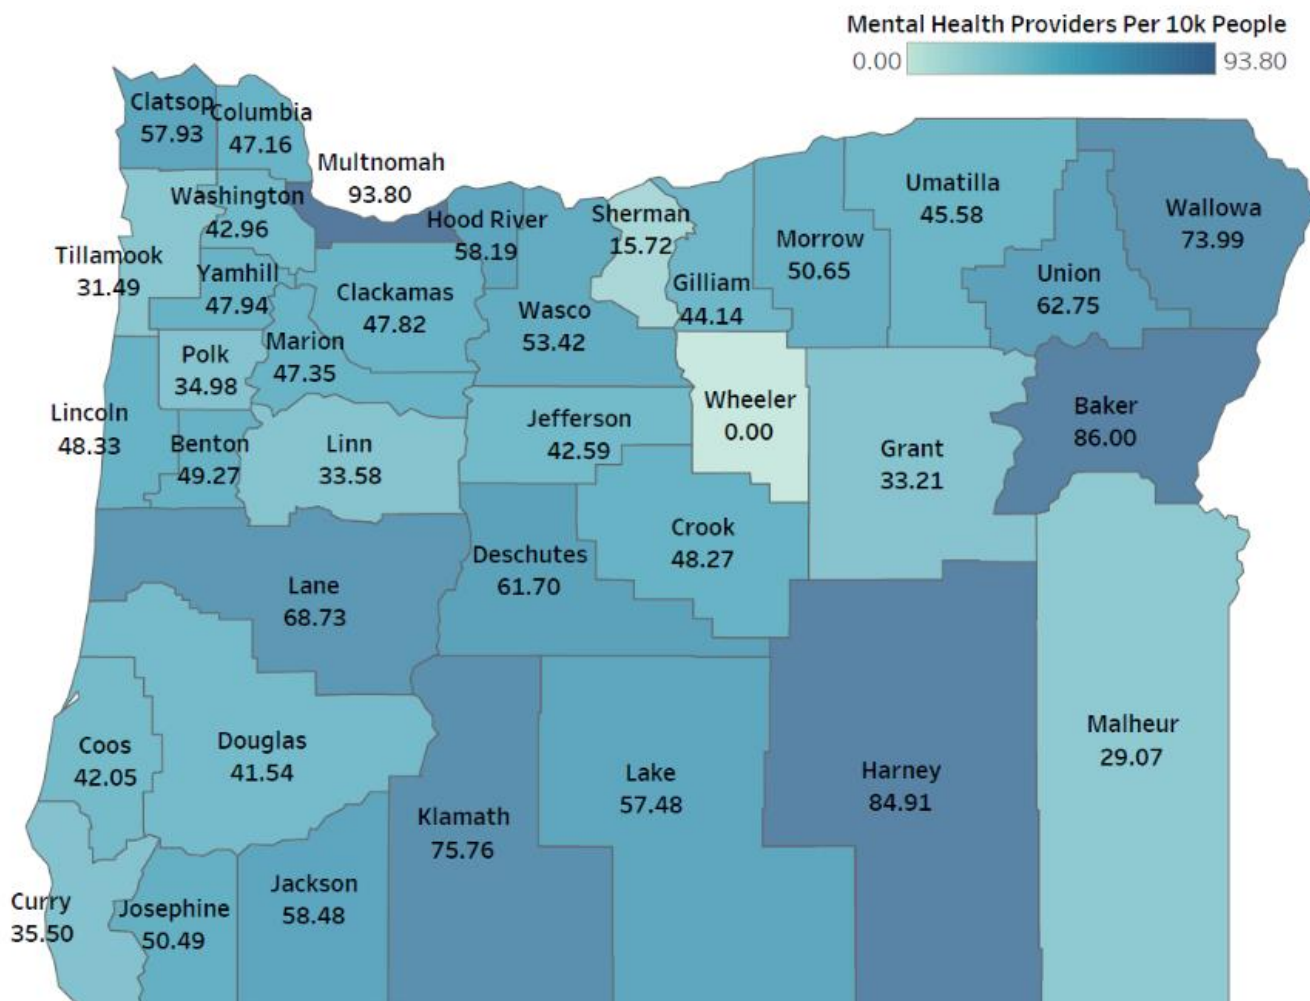 Mental Health Providers Per 10k People
0.00
93.80
Clatsop
57.93
Columbia
47.16
Multnomah
93.80
Washington
42.96
Tillamook
31.49
Yamhill
47.94
Clackamas
47.82
Hood River
58.19
Sherman
15.72
Wasco
53.42
Gilliam
44.14
Morrow
50.65
Umatilla
45.58
Union
62.75
Wallowa
73.99
Polk
34.98
Marion
47.35
Lincoln
48.33
Benton
49.27
Linn
33.58
Jefferson
42.59
Wheeler
0.00
Grant
33.21
Baker
86.00
Crook
48.27
Deschutes
61.70
Lane
68.73
Coos
42.05
Douglas
41.54
Klamath
75.76
Lake
57.48
Harney
84.91
Malheur
29.07
Curry
35.50
Josephine
50.49
Jackson
58.48